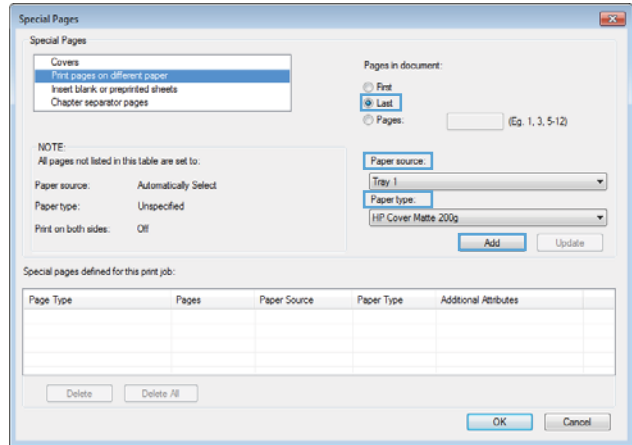 Special Pages
Special Pages
Covers
Print pages on different paper
Insert blank or preprinted sheets
Chapter separator pages
Pages in document:
First
Last
Pages: (Eg. 1, 3, 5-12)
NOTE:
All pages not listed in this table are set to:
Paper source: Automatically Select
Paper type: Unspecified
Print on both sides: Off
Paper source:
Tray 1
Paper type:
HP Cover Matte 200g
Add Update
Special pages defined for this print job:
Page Type Pages Paper Source Paper Type Additional Attributes
Delete Delete All
OK Cancel